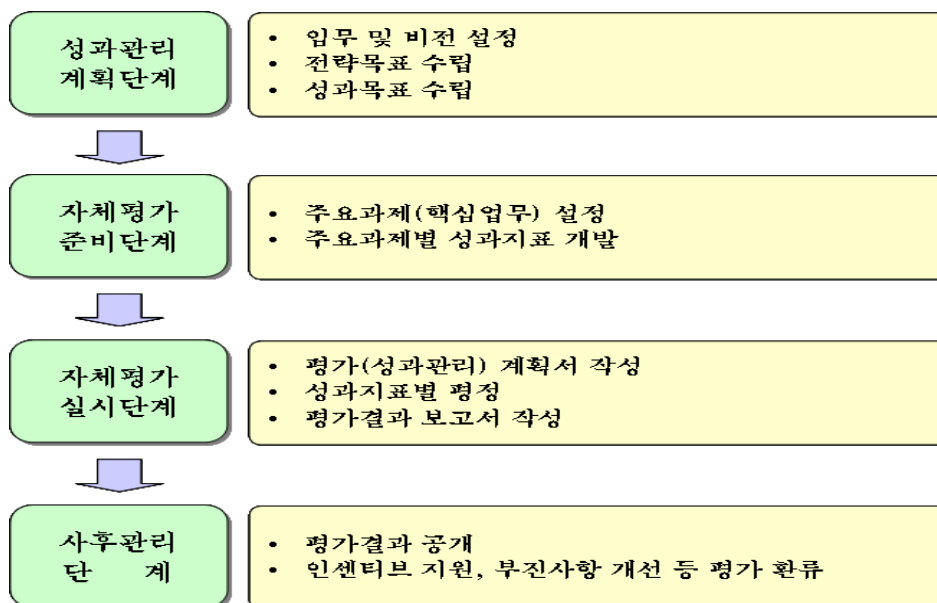 성과관리
계획단계
• 임무 및 비전 설정
• 전략목표 수립
• 성과목표 수립
자체평가
준비단계
• 주요과제(핵심업무) 설정
• 주요과제별 성과지표 개발
자체평가
실시단계
• 평가(성과관리) 계획서 작성
• 성과지표별 평정
• 평가결과 보고서 작성
사후관리
단 계
• 평가결과 공개
• 인센티브 지원, 부진사항 개선 등 평가 환류